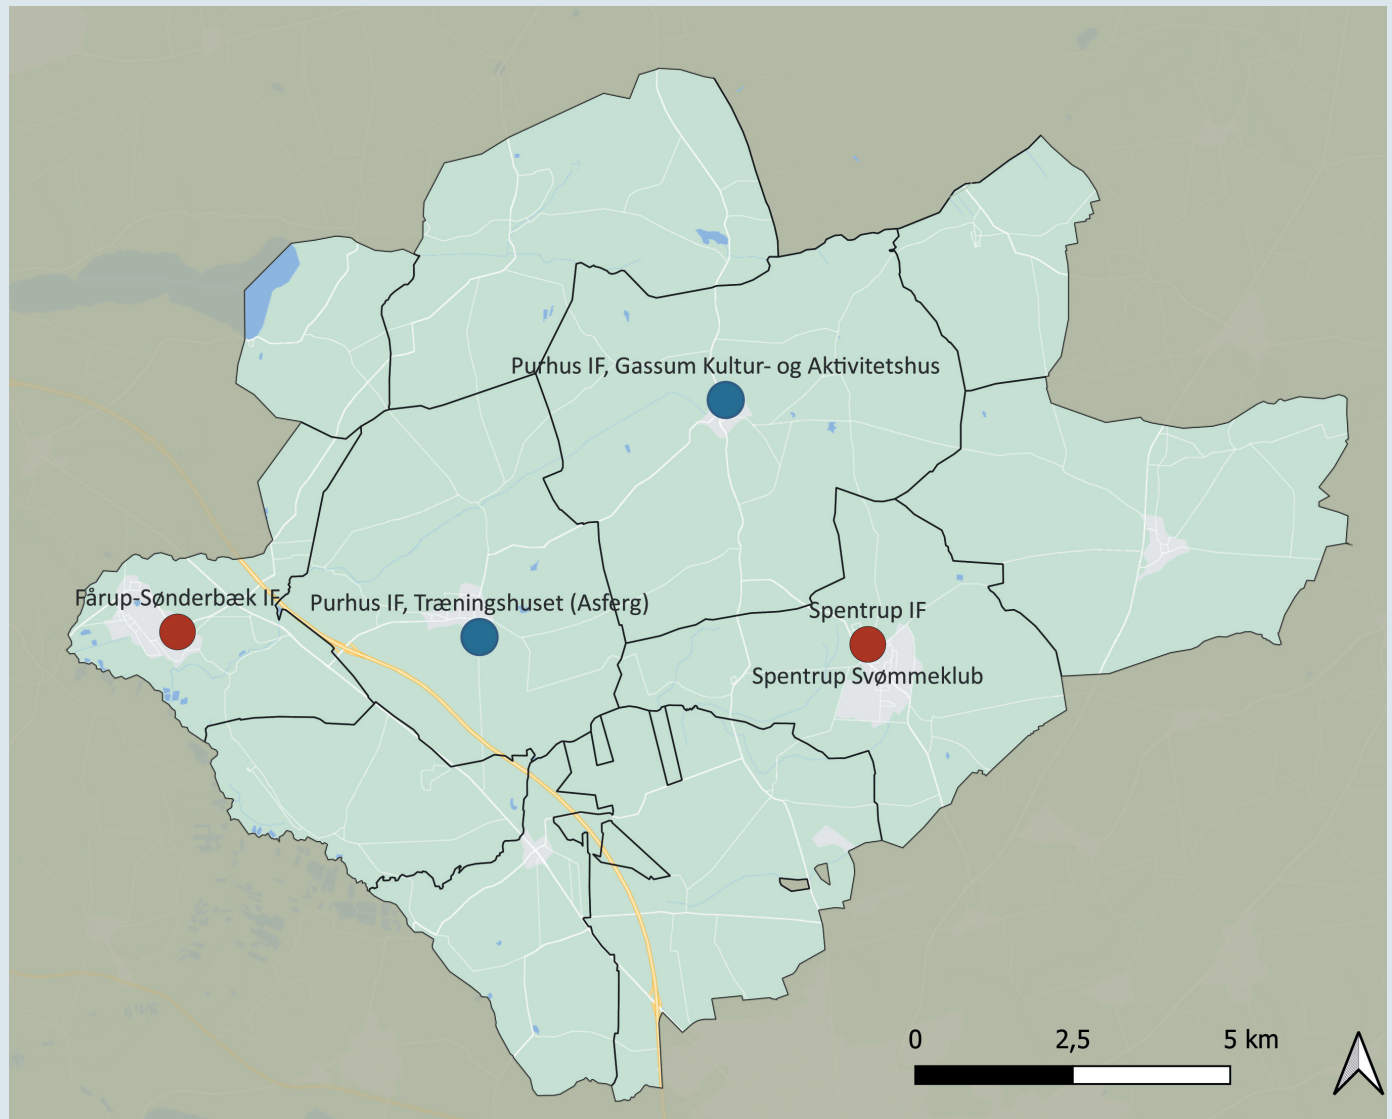 Purhus IF, Gassum Kultur- og Aktivitetshus
Fårup-Sønderbæk IF
Purhus IF, Træningshuset (Asferg)
Spentrup IF
Spentrup Svømmeklub
0 2,5 5 km